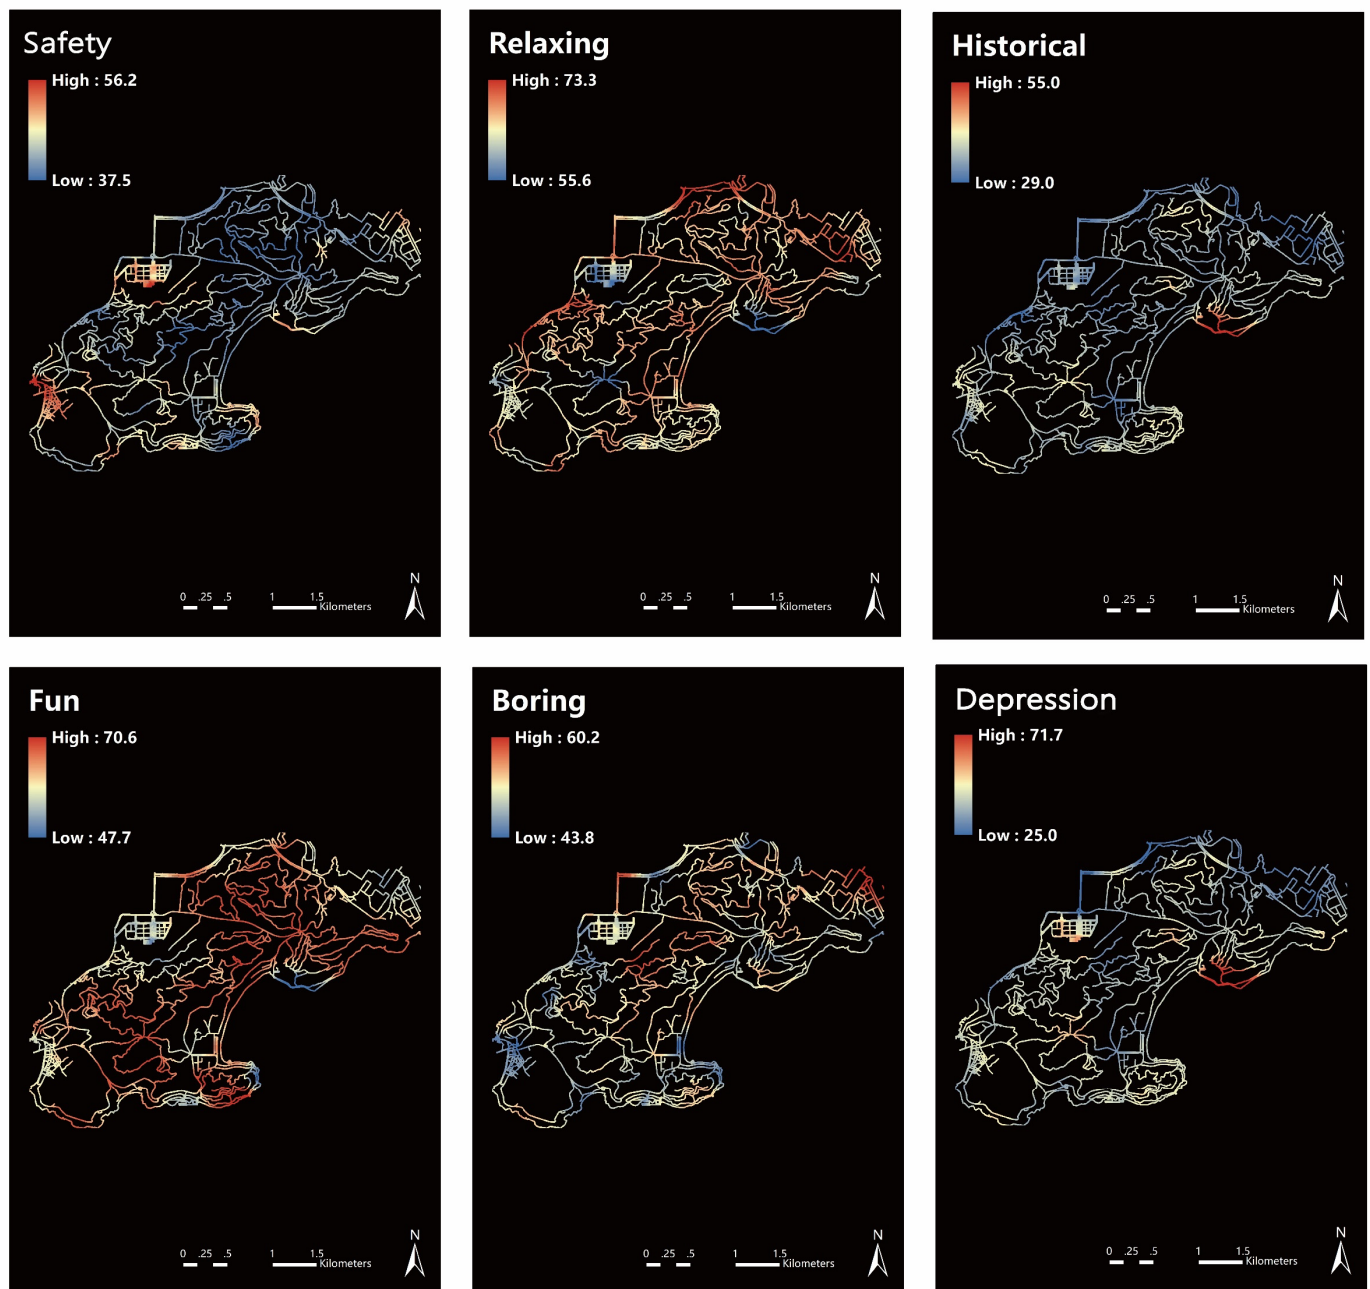 Safety
High : 56.2
Low : 37.5
N
0 .25 .5 1 1.5
Kilometers
Relaxing
High : 73.3
Low : 55.6
N
0 .25 .5 1 1.5
Kilometers
Historical
High : 55.0
Low : 29.0
N
0 .25 .5 1 1.5
Kilometers
Fun
High : 70.6
Low : 47.7
N
0 .25 .5 1 1.5
Kilometers
Boring
High : 60.2
Low : 43.8
N
0 .25 .5 1 1.5
Kilometers
Depression
High : 71.7
Low : 25.0
N
0 .25 .5 1 1.5
Kilometers